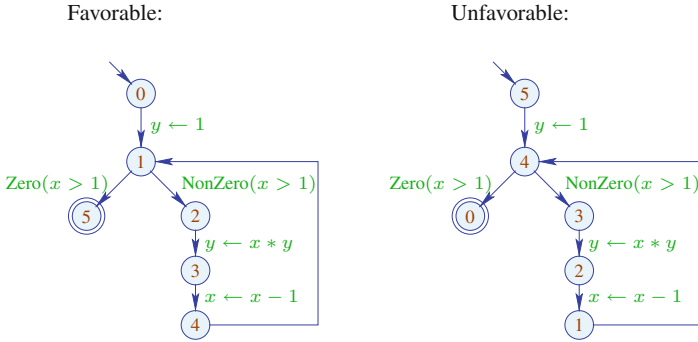 Favorable:
Unfavorable:
0
y ← 1
1
Zero(x > 1)
NonZero(x > 1)
5
2
y ← x * y
3
x ← x − 1
4
5
y ← 1
4
Zero(x > 1)
NonZero(x > 1)
0
3
y ← x * y
2
x ← x − 1
1